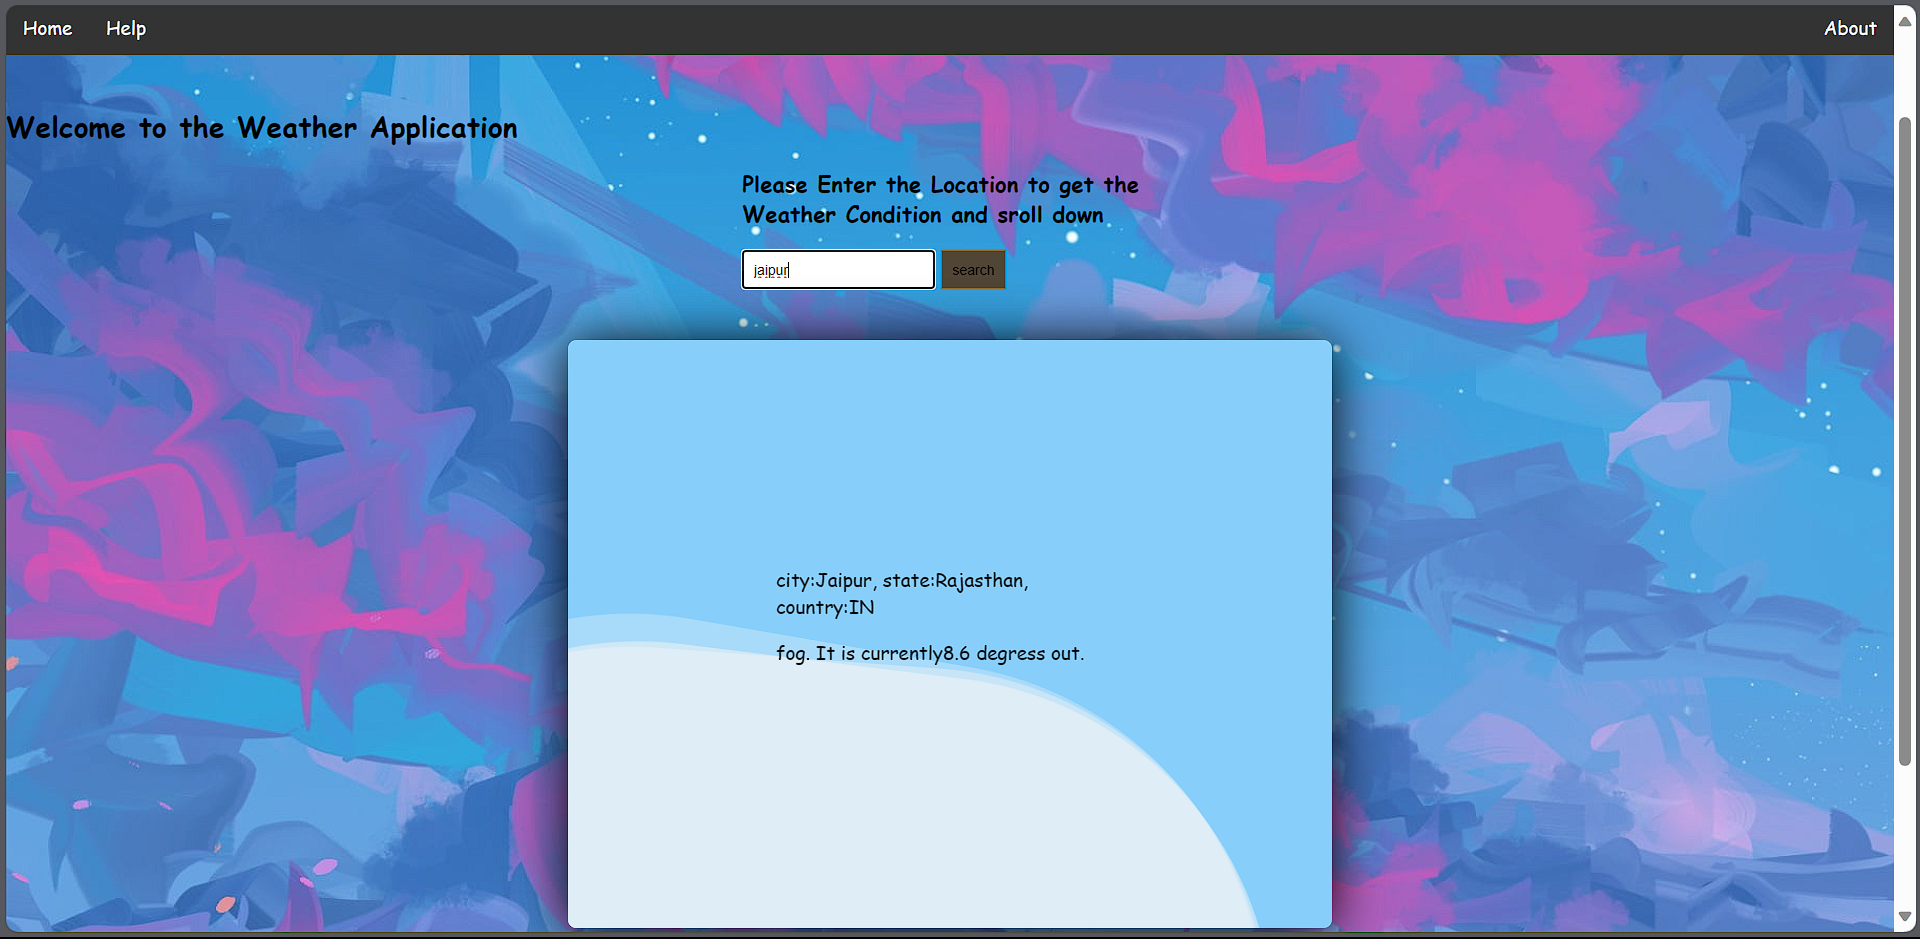 Home Help About
Welcome to the Weather Application
Please Enter the Location to get the
Weather Condition and sroll down
jaipur search
city:Jaipur, state:Rajasthan,
country:IN
fog. It is currently8.6 degress out.